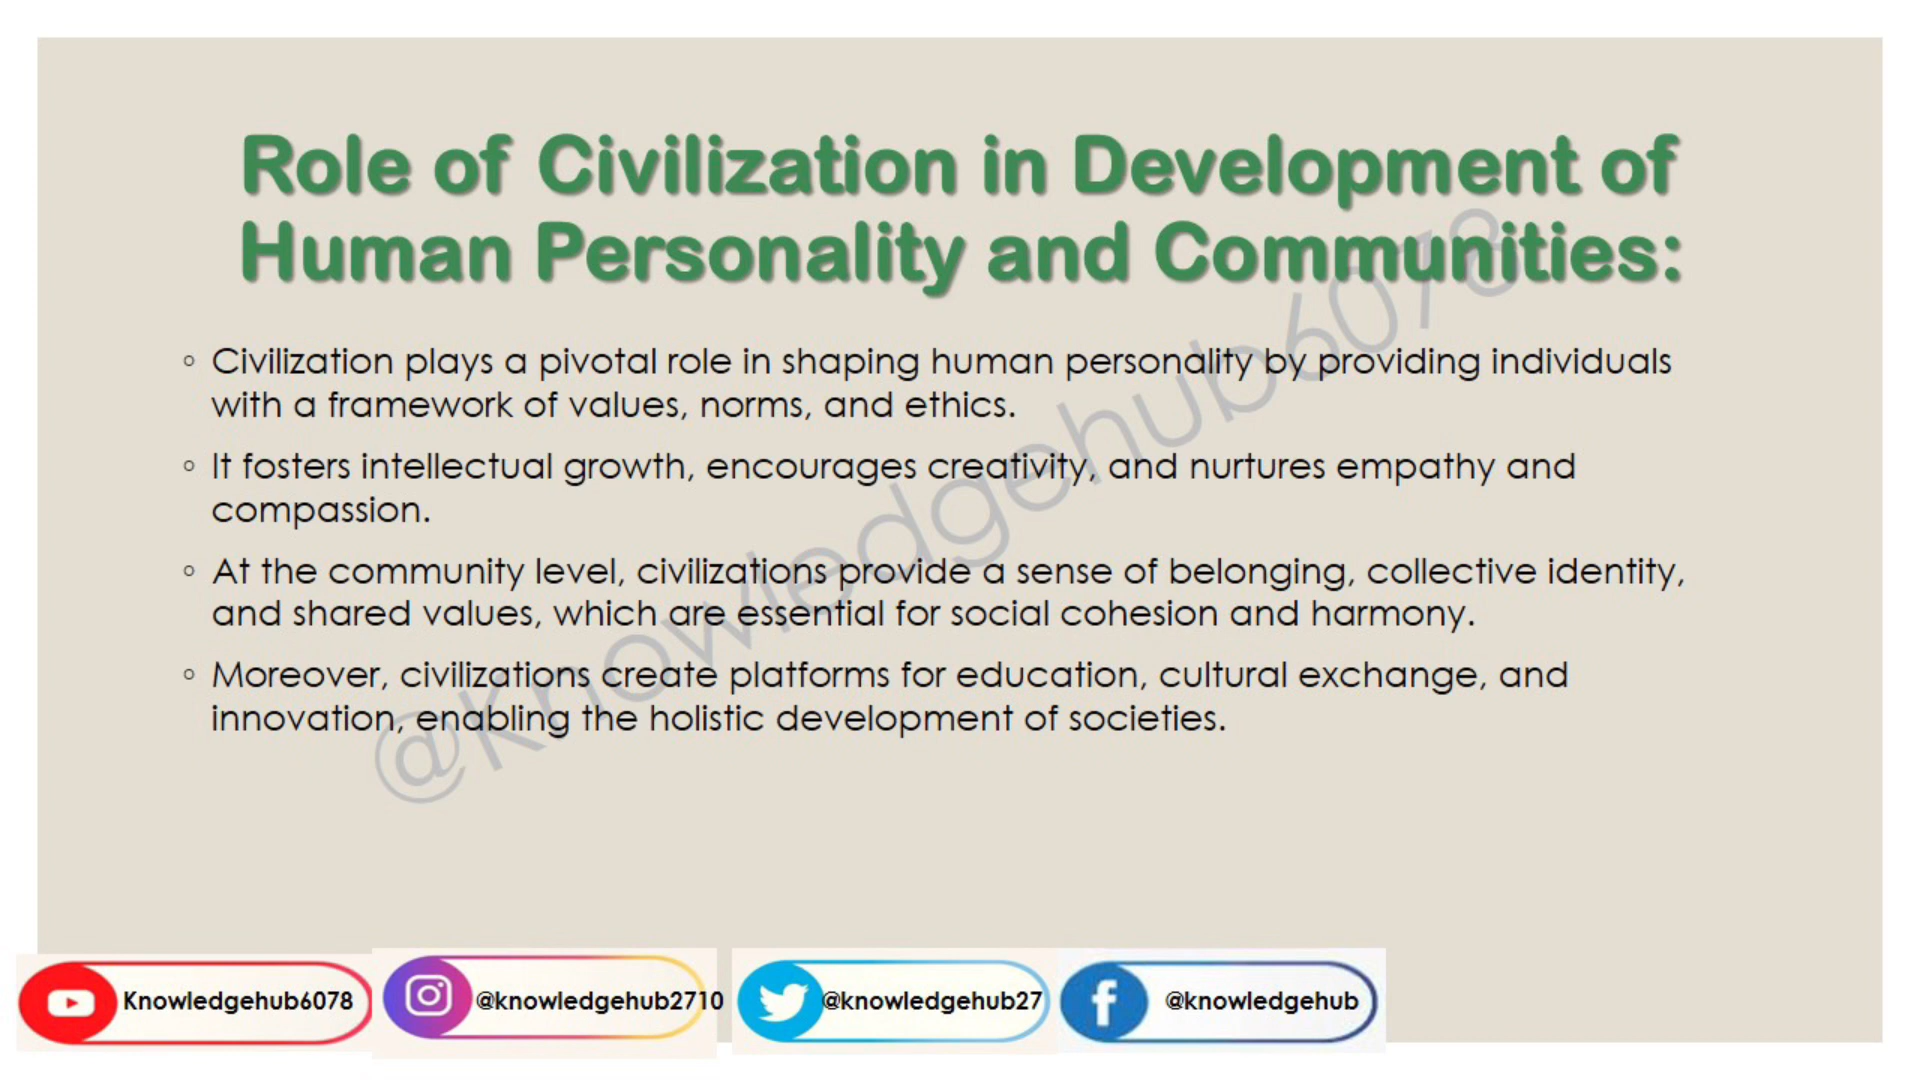 Role of Civilization in Development of
Human Personality and Communities:
◦ Civilization plays a pivotal role in shaping human personality by providing individuals
with a framework of values, norms, and ethics.
◦ It fosters intellectual growth, encourages creativity, and nurtures empathy and
compassion.
◦ At the community level, civilizations provide a sense of belonging, collective identity,
and shared values, which are essential for social cohesion and harmony.
◦ Moreover, civilizations create platforms for education, cultural exchange, and
innovation, enabling the holistic development of societies.
@Knowledgehub6078
Knowledgehub6078
@knowledgehub2710
@knowledgehub27
@knowledgehub